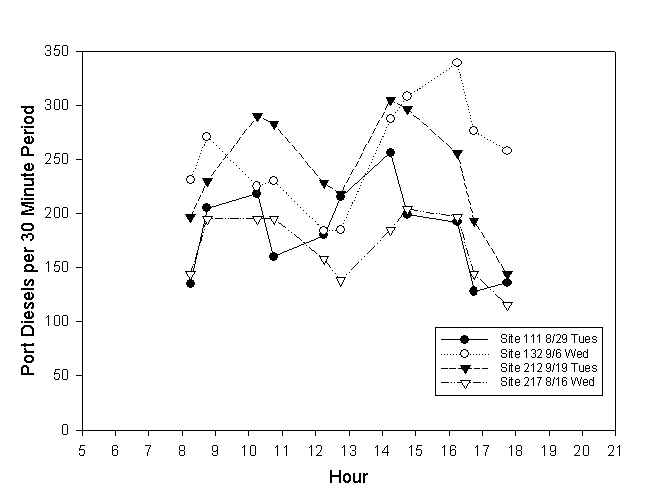 350
300
250
200
150
100
50
0
Port Diesels per 30 Minute Period
5 6 7 8 9 10 11 12 13 14 15 16 17 18 19 20 21
Hour
Site 111 8/29 Tues
Site 132 9/6 Wed
Site 212 9/19 Tues
Site 217 8/16 Wed